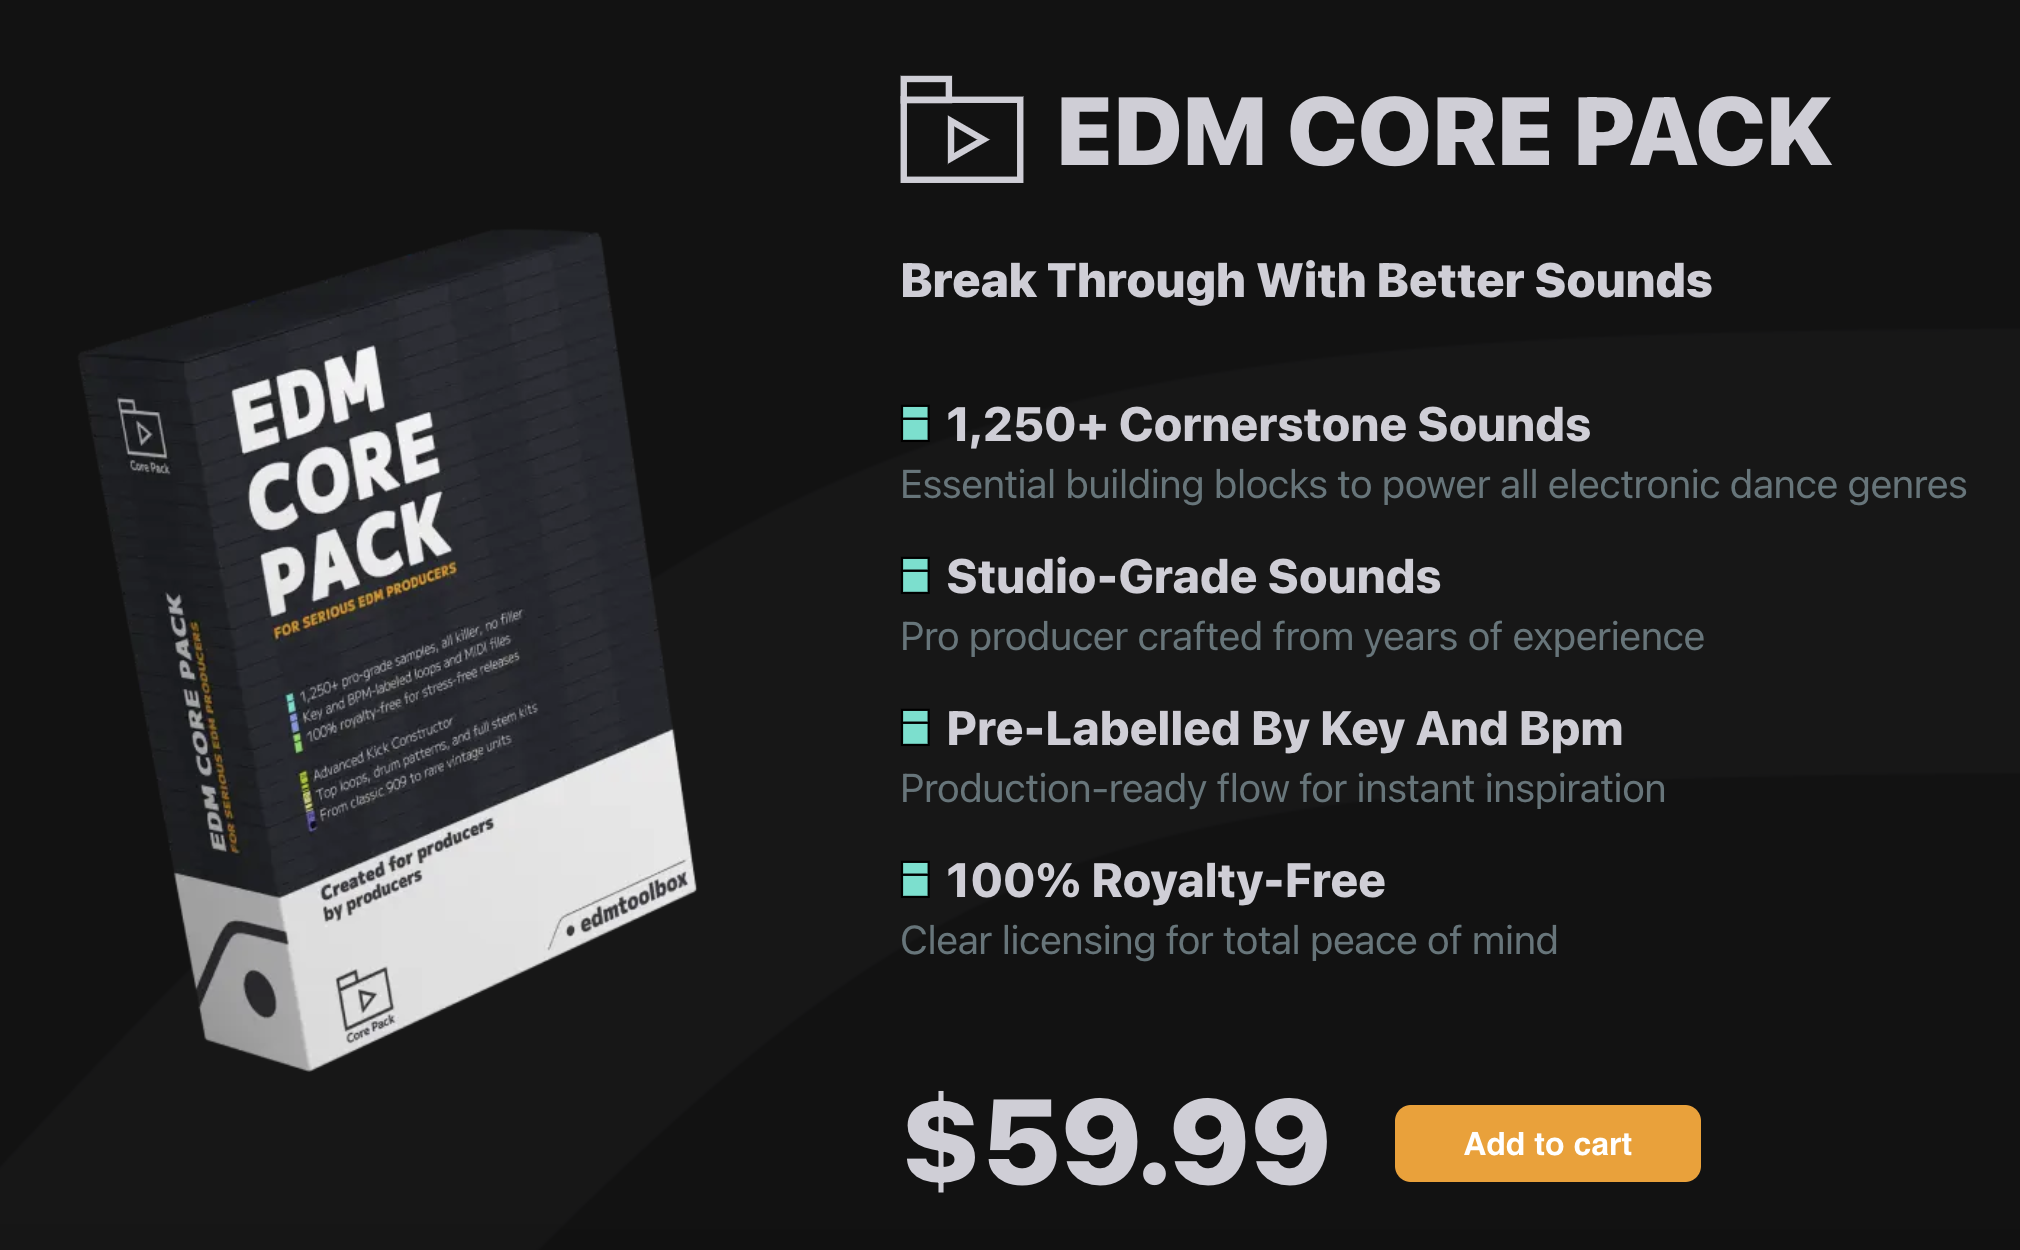 EDM CORE PACK
Break Through With Better Sounds
1,250+ Cornerstone Sounds
Essential building blocks to power all electronic dance genres
Studio-Grade Sounds
Pro producer crafted from years of experience
Pre-Labelled By Key And Bpm
Production-ready flow for instant inspiration
100% Royalty-Free
Clear licensing for total peace of mind
$59.99
Add to cart
Core Pack
EDM CORE PACK
FOR SERIOUS EDM PRODUCERS
EDM
CORE
PACK
FOR SERIOUS EDM PRODUCERS
1,250+ pro-grade samples, all killer, no filler
Key and BPM-labeled loops and MIDI files
100% royalty-free for stress-free releases
Advanced Kick Constructor
Top loops, drum patterns, and full stem kits
From classic 909 to rare vintage units
Created for producers
by producers
edmtoolbox
Core Pack